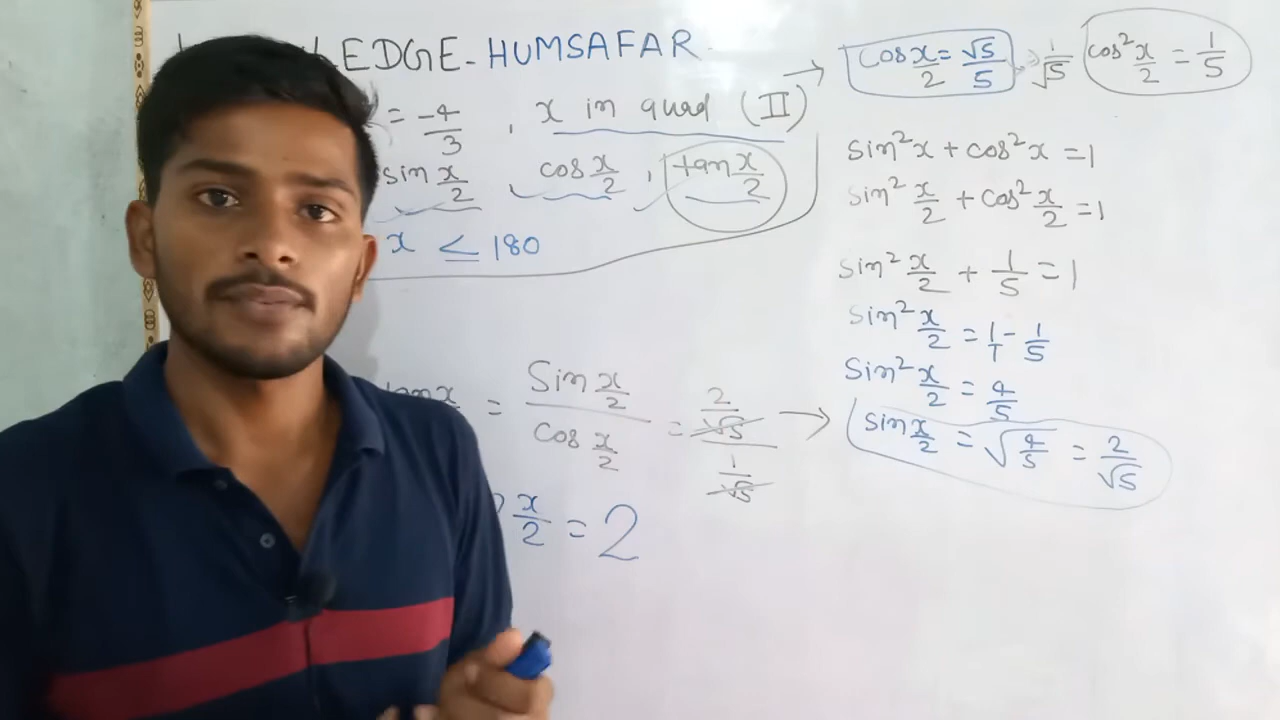 LEDGE-HUMSAFAR
= -4/3 , x in quad (II)
sin x/2 , cos x/2 , tan x/2
x ≤ 180
tan x/2 = Sin x/2 / cos x/2 = 2/√5 / 1/√5
x/2 = 2
cos x/2 = √5/5 1/√5 cos² x/2 = 1/5
sin²x + cos²x = 1
sin² x/2 + cos² x/2 = 1
sin² x/2 + 1/5 = 1
sin² x/2 = 1/1 - 1/5
sin² x/2 = 4/5
sin x/2 = √4/5 = 2/√5